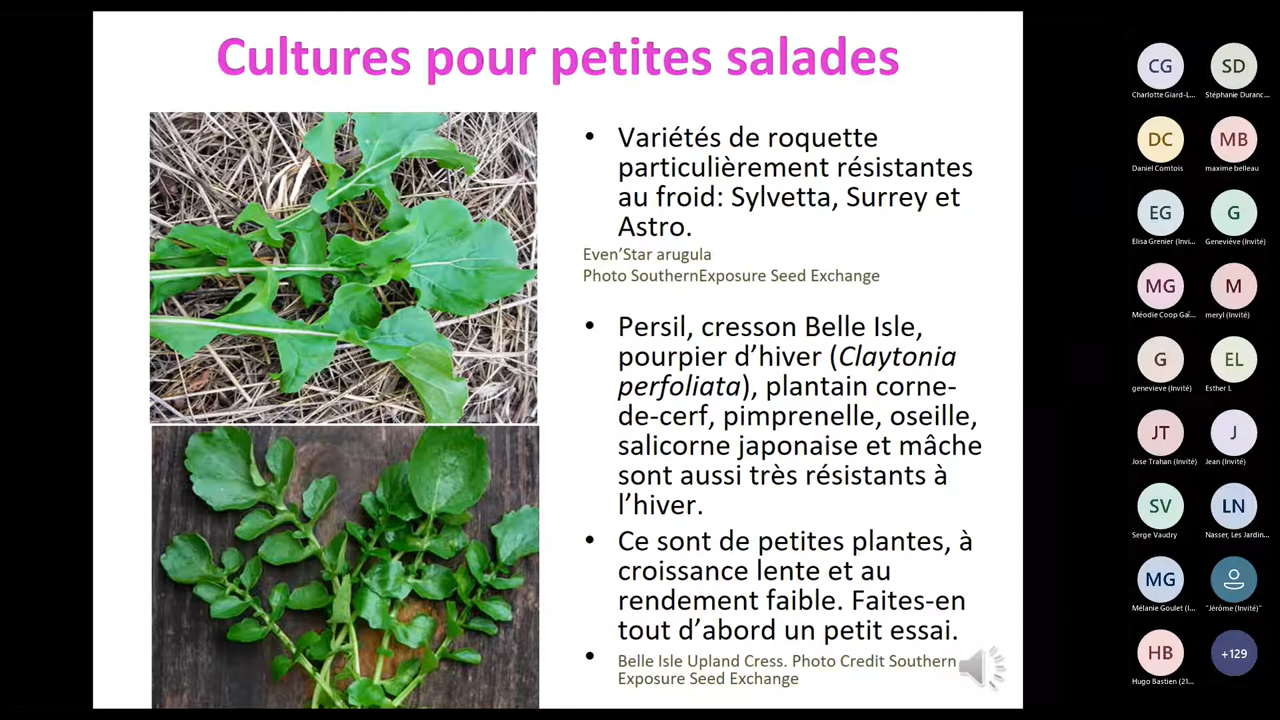 Cultures pour petites salades
• Variétés de roquette
particulièrement résistantes
au froid: Sylvetta, Surrey et
Astro.
Even’Star arugula
Photo SouthernExposure Seed Exchange
• Persil, cresson Belle Isle,
pourpier d’hiver (Claytonia
perfoliata), plantain corne-
de-cerf, pimprenelle, oseille,
salicorne japonaise et mâche
sont aussi très résistants à
l’hiver.
• Ce sont de petites plantes, à
croissance lente et au
rendement faible. Faites-en
tout d’abord un petit essai.
• Belle Isle Upland Cress. Photo Credit Southern
Exposure Seed Exchange
CG
SD
Charlotte Giard-L...
Stéphanie Duranc...
DC
MB
Daniel Comtois
maxime belleau
EG
G
Elisa Grenier (Invi...
Geneviève (Invité)
MG
M
Méodie Coop Gaï...
meryl (Invité)
G
EL
genevieve (Invité)
Esther L
JT
J
Jose Trahan (Invité)
Jean (Invité)
SV
LN
Serge Vaudry
Nasser, Les Jardin...
MG
Mélanie Goulet (I...
"Jérôme (Invité)"
HB
+129
Hugo Bastien (21...